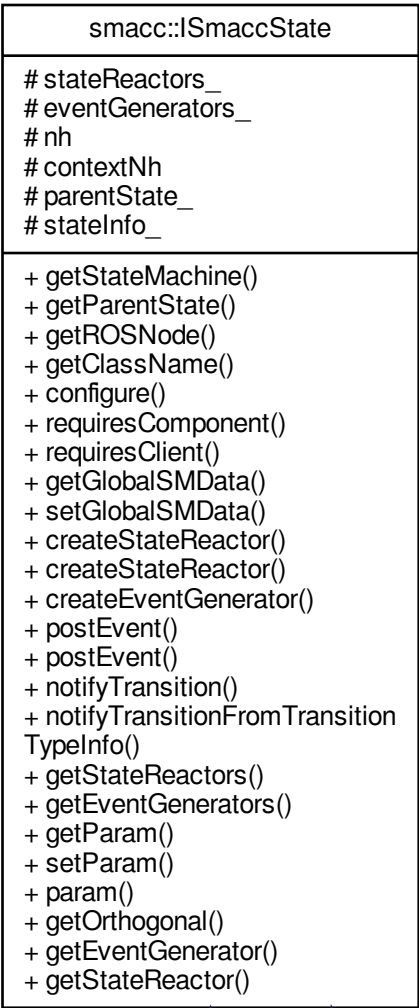 smacc::ISmaccState
# stateReactors_
# eventGenerators_
# nh
# contextNh
# parentState_
# stateInfo_
+ getStateMachine()
+ getParentState()
+ getROSNode()
+ getClassName()
+ configure()
+ requiresComponent()
+ requiresClient()
+ getGlobalSMData()
+ setGlobalSMData()
+ createStateReactor()
+ createStateReactor()
+ createEventGenerator()
+ postEvent()
+ postEvent()
+ notifyTransition()
+ notifyTransitionFromTransition
TypeInfo()
+ getStateReactors()
+ getEventGenerators()
+ getParam()
+ setParam()
+ param()
+ getOrthogonal()
+ getEventGenerator()
+ getStateReactor()